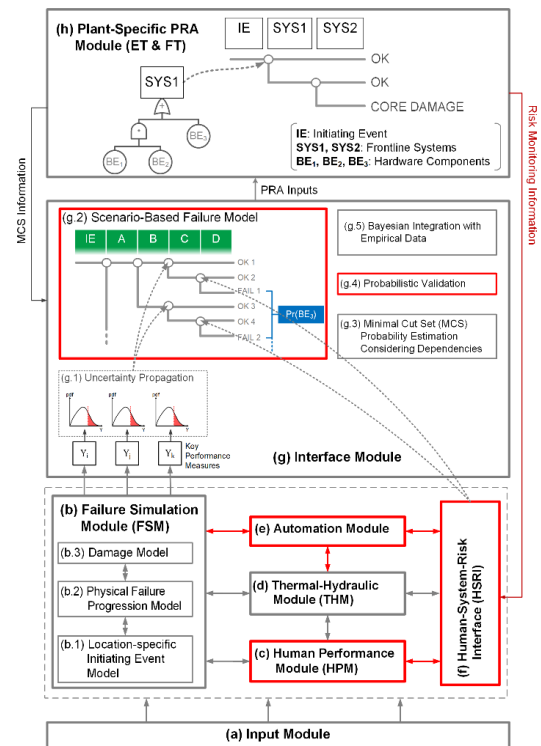 (h) Plant-Specific PRA
Module (ET & FT)
IE
SYS1
SYS2
OK
OK
CORE DAMAGE
SYS1
+
BE3
BE1
BE2
IE: Initiating Event
SYS1, SYS2: Frontline Systems
BE1, BE2, BE3: Hardware Components
MCS Information
Risk Monitoring Information
PRA Inputs
(g.2) Scenario-Based Failure Model
IE
A
B
C
D
OK 1
OK 2
FAIL 1
OK 3
OK 4
FAIL 2
Pr(BE3)
(g.5) Bayesian Integration with
Empirical Data
(g.4) Probabilistic Validation
(g.3) Minimal Cut Set (MCS)
Probability Estimation
Considering Dependencies
(g.1) Uncertainty Propagation
pdf
pdf
pdf
Y
Y
Y
Yi
Yj
Yk
Key
Performance
Measures
(g) Interface Module
(b) Failure Simulation
Module (FSM)
(b.3) Damage Model
(b.2) Physical Failure
Progression Model
(b.1) Location-specific
Initiating Event
Model
(e) Automation Module
(d) Thermal-Hydraulic
Module (THM)
(c) Human Performance
Module (HPM)
(f) Human-System-Risk
Interface (HSRI)
(a) Input Module